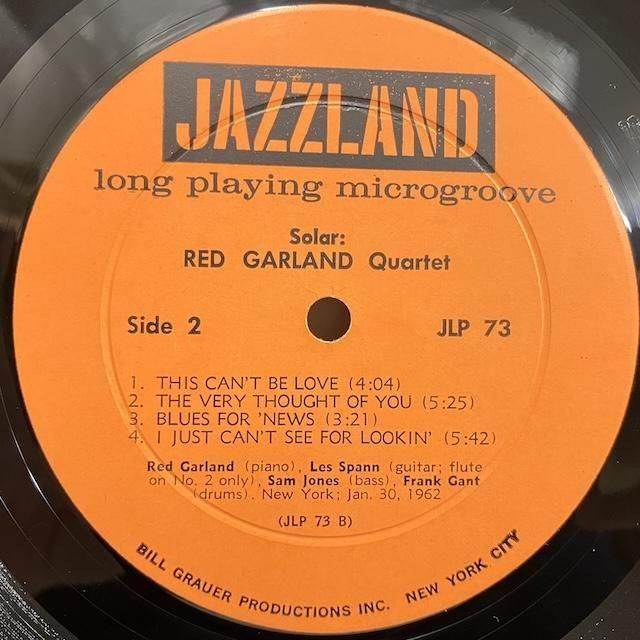 JAZZLAND
long playing microgroove
Solar:
RED GARLAND Quartet
Side 2
JLP 73
1. THIS CAN'T BE LOVE (4:04)
2. THE VERY THOUGHT OF YOU (5:25)
3. BLUES FOR 'NEWS (3:21)
4. I JUST CAN'T SEE FOR LOOKIN' (5:42)
Red Garland (piano), Les Spann (guitar; flute
on No. 2 only), Sam Jones (bass), Frank Gant
(drums). New York; Jan. 30, 1962
(JLP 73 B)
BILL GRAUER PRODUCTIONS INC. NEW YORK CITY